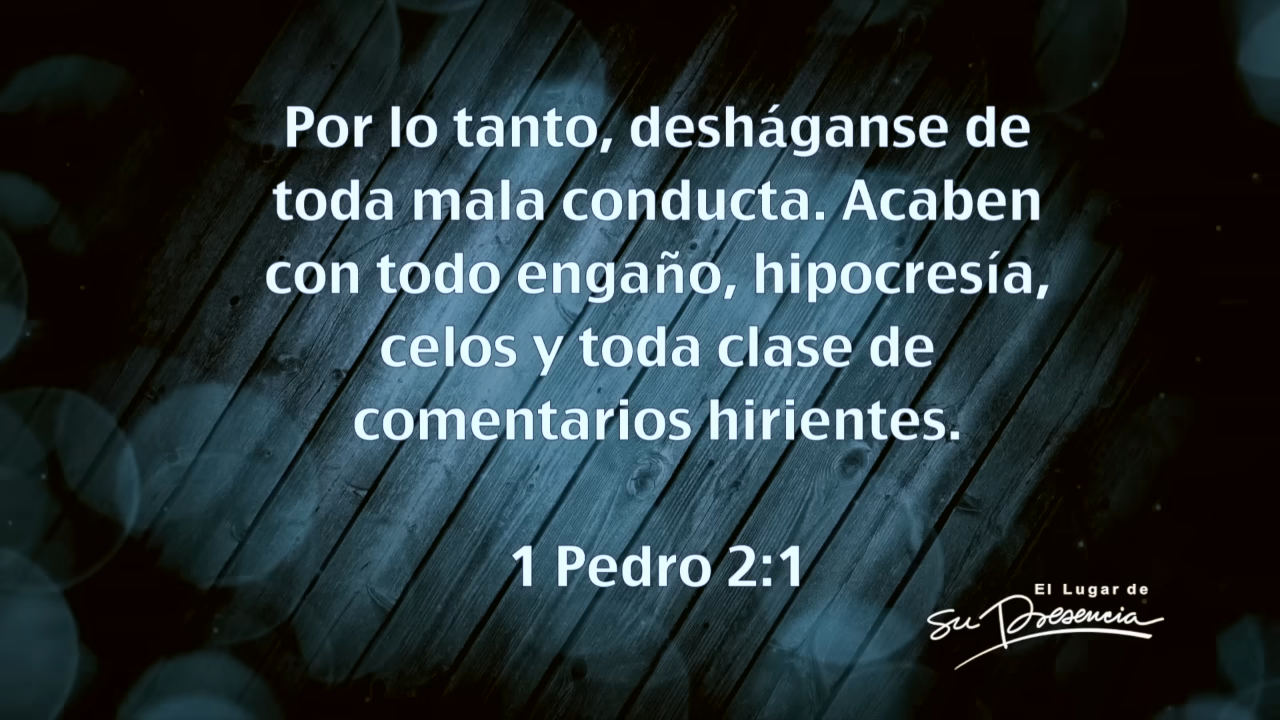 Por lo tanto, desháganse de
toda mala conducta. Acaben
con todo engaño, hipocresía,
celos y toda clase de
comentarios hirientes.
1 Pedro 2:1
El Lugar de
Su Presencia